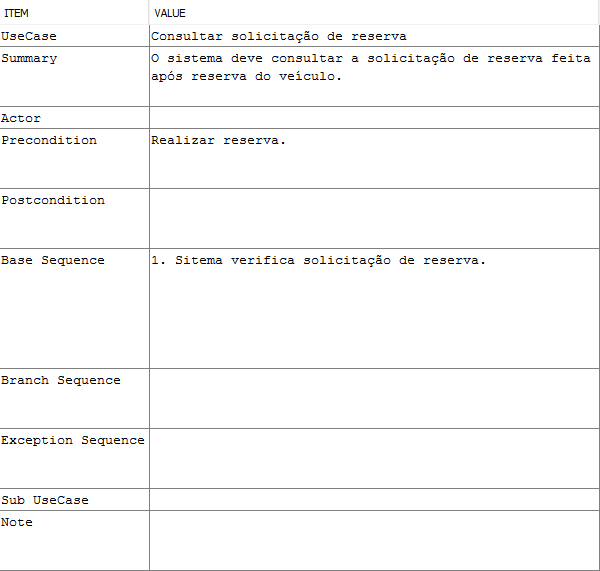 ITEM VALUE
UseCase Consultar solicitação de reserva
Summary O sistema deve consultar a solicitação de reserva feita
após reserva do veículo.
Actor
Precondition Realizar reserva.
Postcondition
Base Sequence 1. Sitema verifica solicitação de reserva.
Branch Sequence
Exception Sequence
Sub UseCase
Note